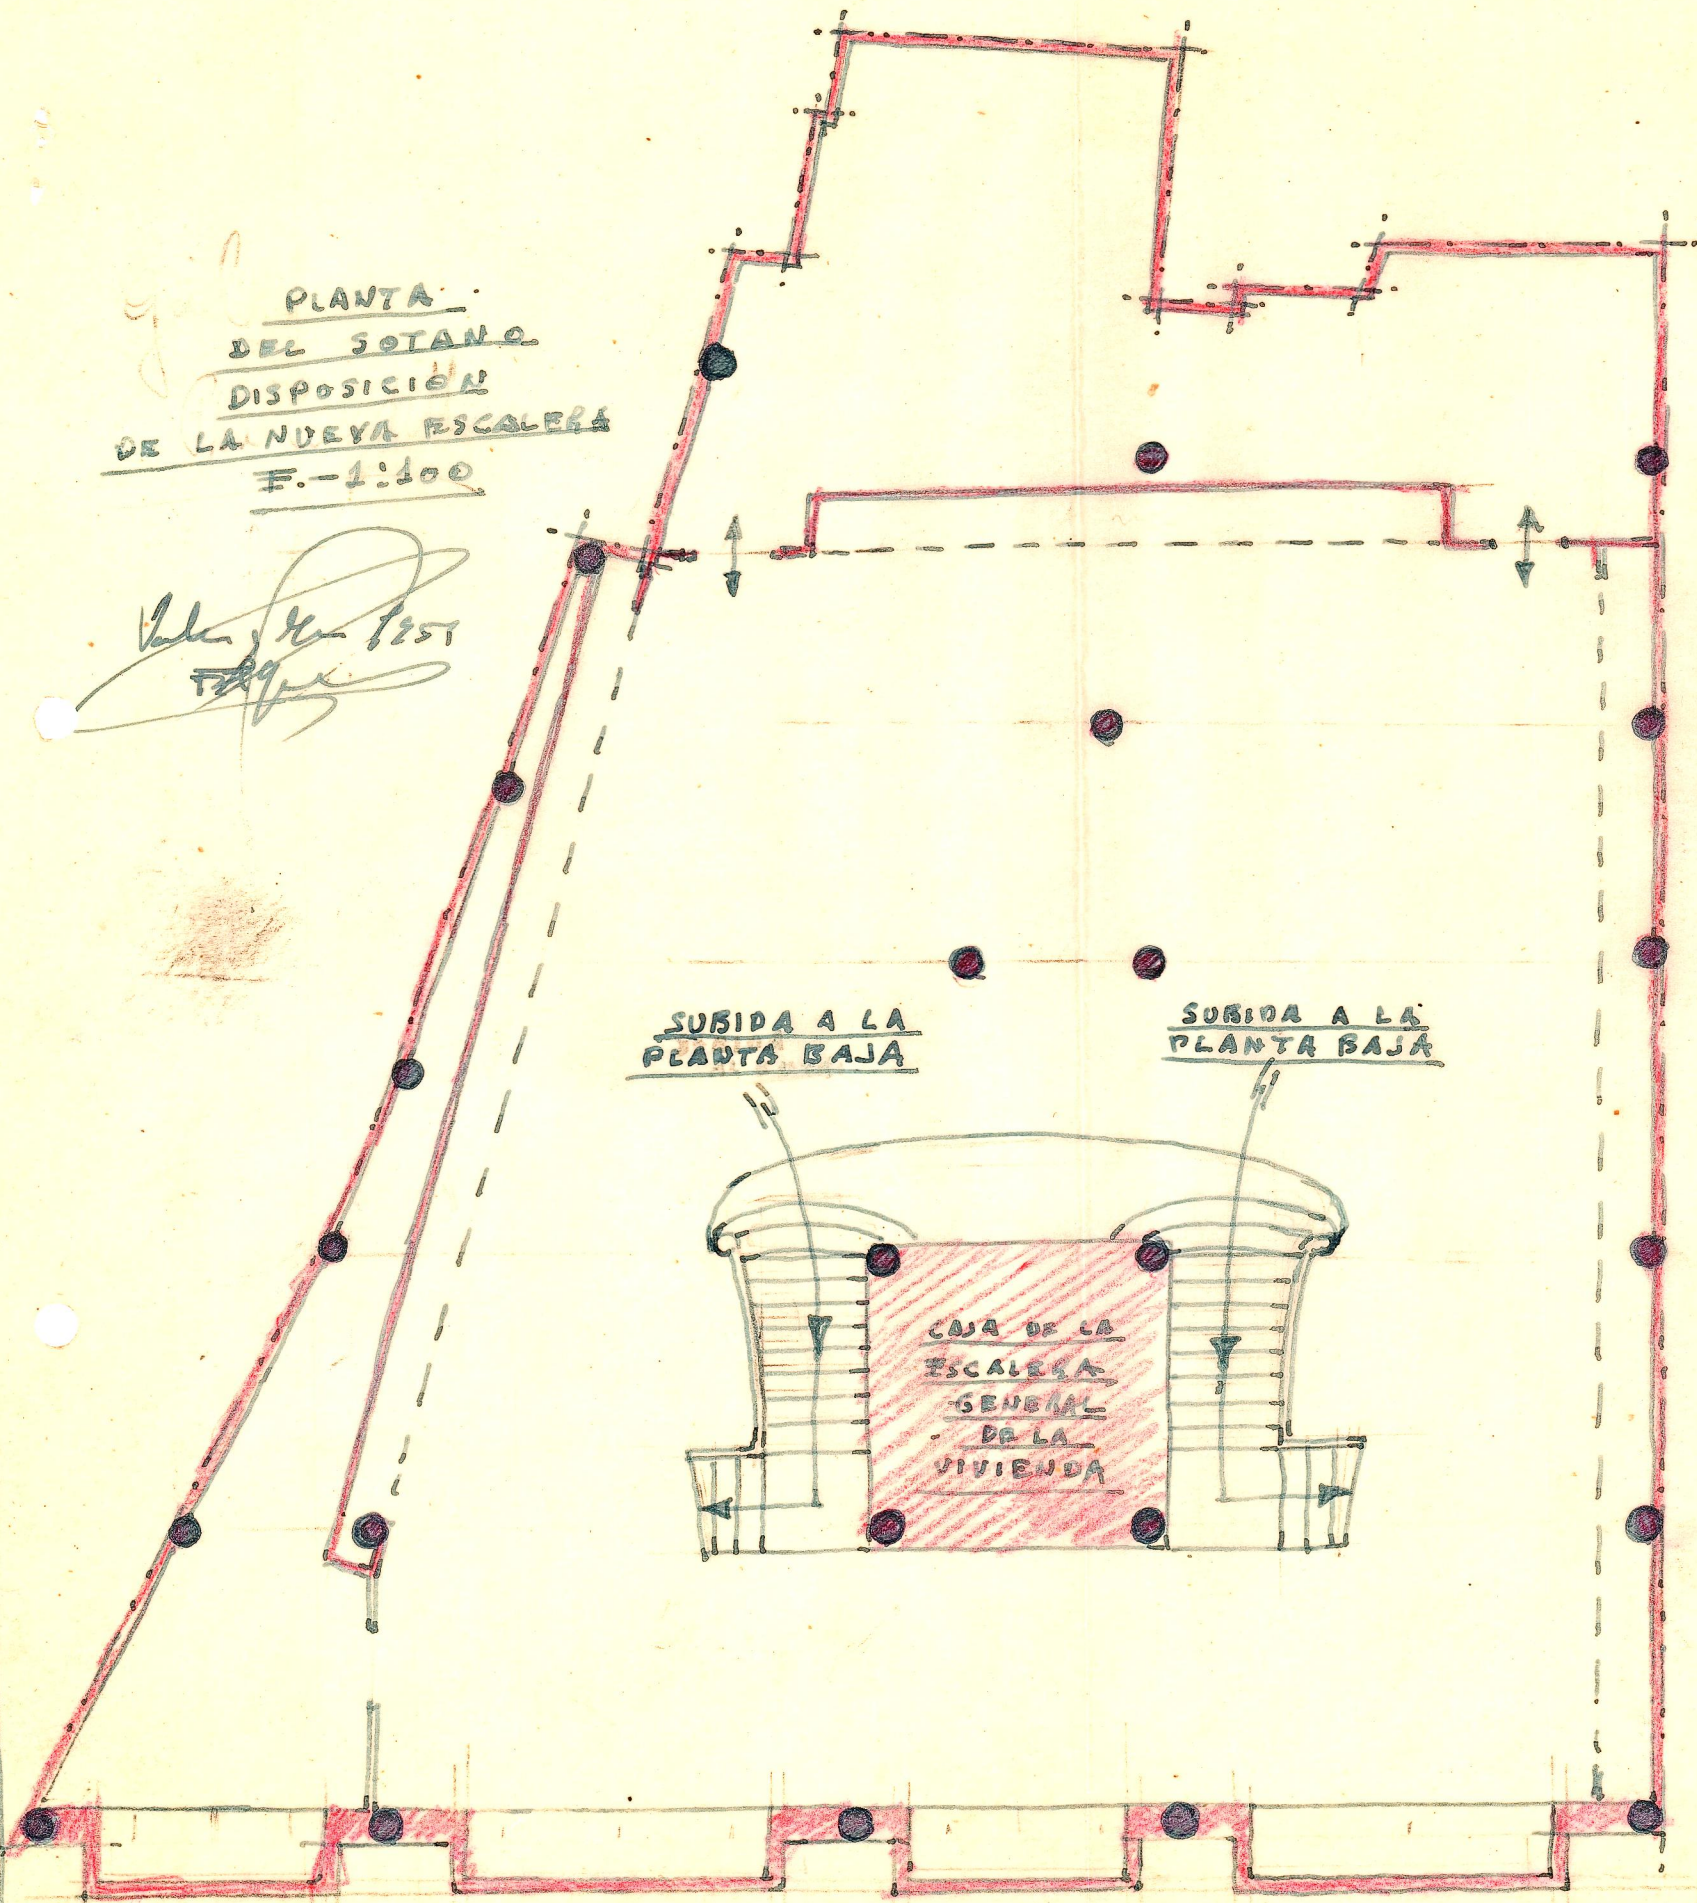 PLANTA
DEL SOTANO
DISPOSICION
DE LA NUEVA ESCALERA
E.-1:100
SUBIDA A LA
PLANTA BAJA
SUBIDA A LA
PLANTA BAJA
CAJA DE LA
ESCALERA
GENERAL
DE LA
VIVIENDA